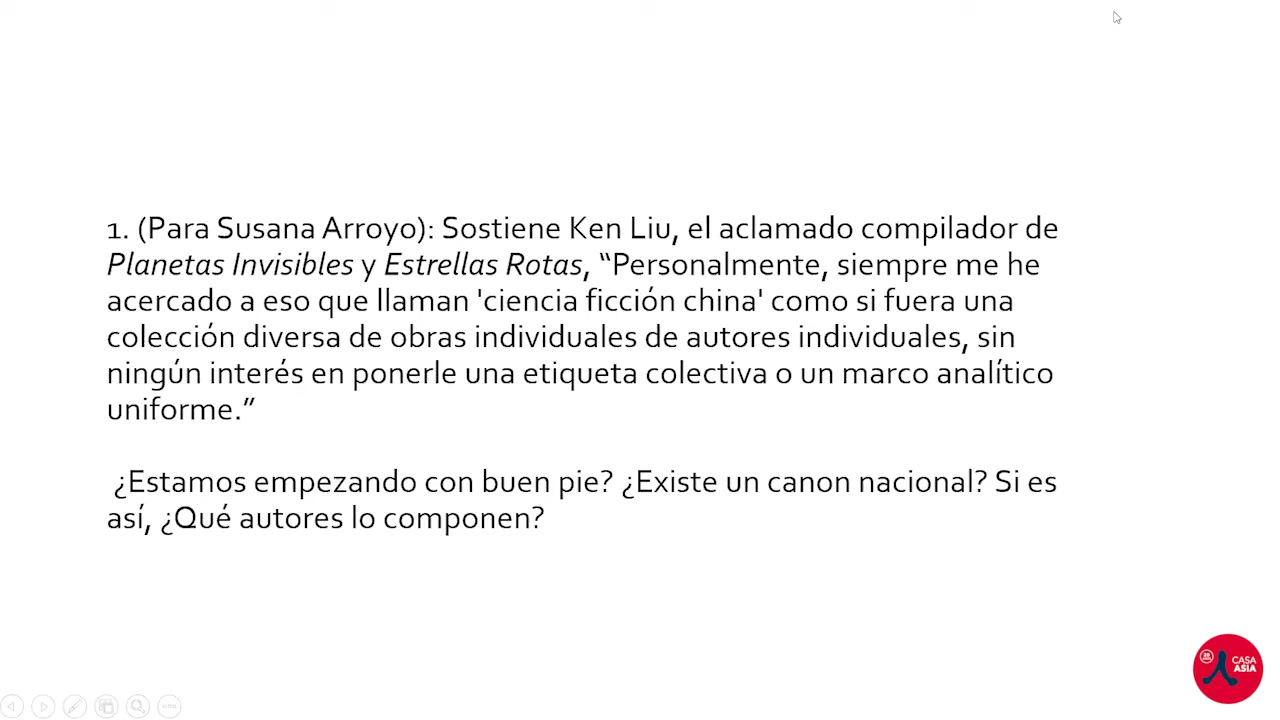 1. (Para Susana Arroyo): Sostiene Ken Liu, el aclamado compilador de
Planetas Invisibles y Estrellas Rotas, “Personalmente, siempre me he
acercado a eso que llaman 'ciencia ficción china' como si fuera una
colección diversa de obras individuales de autores individuales, sin
ningún interés en ponerle una etiqueta colectiva o un marco analítico
uniforme.”
¿Estamos empezando con buen pie? ¿Existe un canon nacional? Si es
así, ¿Qué autores lo componen?
CASA
ASIA